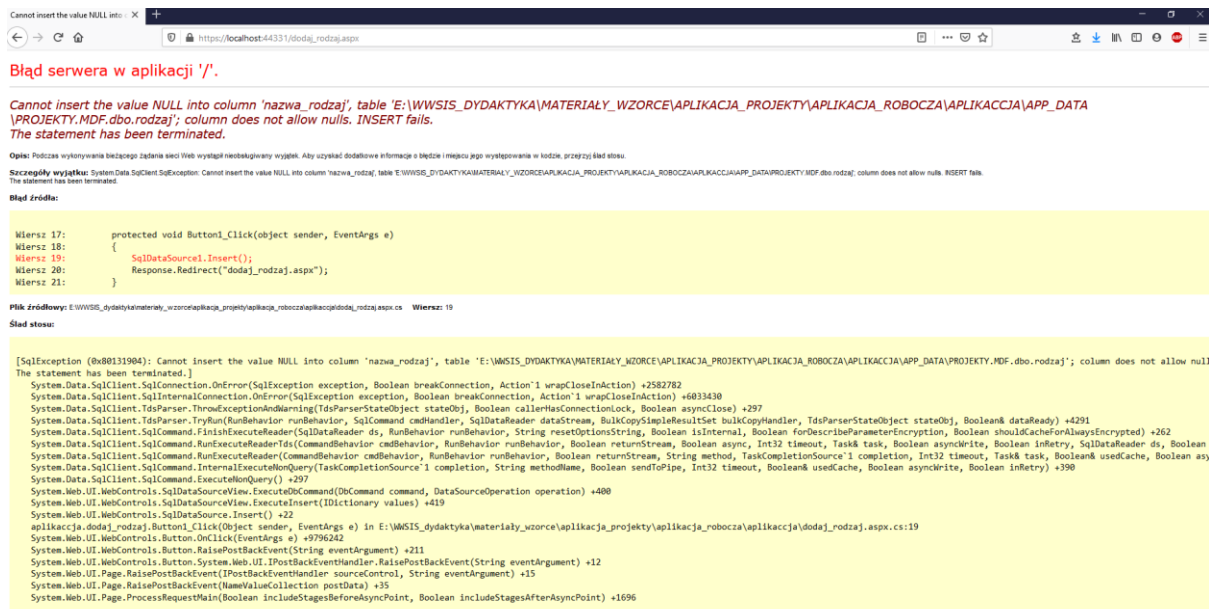 Cannot insert the value NULL into c
https://localhost:44331/dodaj_rodzaj.aspx
Błąd serwera w aplikacji '/'.
Cannot insert the value NULL into column 'nazwa_rodzaj', table 'E:\WWSIS_DYDAKTYKA\MATERIAŁY_WZORCE\APLIKACJA_PROJEKTY\APLIKACJA_ROBOCZA\APLIKACCJA\APP_DATA
\PROJEKTY.MDF.dbo.rodzaj'; column does not allow nulls. INSERT fails.
The statement has been terminated.
Opis: Podczas wykonywania bieżącego żądania sieci Web wystąpił nieobsługiwany wyjątek. Aby uzyskać dodatkowe informacje o błędzie i miejscu jego występowania w kodzie, przejrzyj ślad stosu.
Szczegóły wyjątku: System.Data.SqlClient.SqlException: Cannot insert the value NULL into column 'nazwa_rodzaj', table 'E:\WWSIS_DYDAKTYKA\MATERIAŁY_WZORCE\APLIKACJA_PROJEKTY\APLIKACJA_ROBOCZA\APLIKACCJA\APP_DATA\PROJEKTY.MDF.dbo.rodzaj'; column does not allow nulls. INSERT fails.
The statement has been terminated.
Błąd źródła:
Wiersz 17: protected void Button1_Click(object sender, EventArgs e)
Wiersz 18: {
Wiersz 19: SqlDataSource1.Insert();
Wiersz 20: Response.Redirect("dodaj_rodzaj.aspx");
Wiersz 21: }
Plik źródłowy: E:\WWSIS_dydaktyka\materiały_wzorce\aplikacja_projekty\aplikacja_robocza\aplikaccja\dodaj_rodzaj.aspx.cs Wiersz: 19
Ślad stosu:
[SqlException (0x80131904): Cannot insert the value NULL into column 'nazwa_rodzaj', table 'E:\WWSIS_DYDAKTYKA\MATERIAŁY_WZORCE\APLIKACJA_PROJEKTY\APLIKACJA_ROBOCZA\APLIKACCJA\APP_DATA\PROJEKTY.MDF.dbo.rodzaj'; column does not allow null
The statement has been terminated.]
System.Data.SqlClient.SqlConnection.OnError(SqlException exception, Boolean breakConnection, Action`1 wrapCloseInAction) +2582782
System.Data.SqlClient.SqlInternalConnection.OnError(SqlException exception, Boolean breakConnection, Action`1 wrapCloseInAction) +6033430
System.Data.SqlClient.TdsParser.ThrowExceptionAndWarning(TdsParserStateObject stateObj, Boolean callerHasConnectionLock, Boolean asyncClose) +297
System.Data.SqlClient.TdsParser.TryRun(RunBehavior runBehavior, SqlCommand cmdHandler, SqlDataReader dataStream, BulkCopySimpleResultSet bulkCopyHandler, TdsParserStateObject stateObj, Boolean& dataReady) +4291
System.Data.SqlClient.SqlCommand.FinishExecuteReader(SqlDataReader ds, RunBehavior runBehavior, String resetOptionsString, Boolean isInternal, Boolean forDescribeParameterEncryption, Boolean shouldCacheForAlwaysEncrypted) +262
System.Data.SqlClient.SqlCommand.RunExecuteReaderTds(CommandBehavior cmdBehavior, RunBehavior runBehavior, Boolean returnStream, Boolean async, Int32 timeout, Task& task, Boolean asyncWrite, Boolean inRetry, SqlDataReader ds, Boolean
System.Data.SqlClient.SqlCommand.RunExecuteReader(CommandBehavior cmdBehavior, RunBehavior runBehavior, Boolean returnStream, String method, TaskCompletionSource`1 completion, Int32 timeout, Task& task, Boolean& usedCache, Boolean asy
System.Data.SqlClient.SqlCommand.InternalExecuteNonQuery(TaskCompletionSource`1 completion, String methodName, Boolean sendToPipe, Int32 timeout, Boolean& usedCache, Boolean asyncWrite, Boolean inRetry) +390
System.Data.SqlClient.SqlCommand.ExecuteNonQuery() +297
System.Web.UI.WebControls.SqlDataSourceView.ExecuteDbCommand(DbCommand command, DataSourceOperation operation) +400
System.Web.UI.WebControls.SqlDataSourceView.ExecuteInsert(IDictionary values) +419
System.Web.UI.WebControls.SqlDataSource.Insert() +22
aplikaccja.dodaj_rodzaj.Button1_Click(Object sender, EventArgs e) in E:\WWSIS_dydaktyka\materiały_wzorce\aplikacja_projekty\aplikacja_robocza\aplikaccja\dodaj_rodzaj.aspx.cs:19
System.Web.UI.WebControls.Button.OnClick(EventArgs e) +9796242
System.Web.UI.WebControls.Button.RaisePostBackEvent(String eventArgument) +211
System.Web.UI.WebControls.Button.System.Web.UI.IPostBackEventHandler.RaisePostBackEvent(String eventArgument) +12
System.Web.UI.Page.RaisePostBackEvent(IPostBackEventHandler sourceControl, String eventArgument) +15
System.Web.UI.Page.RaisePostBackEvent(NameValueCollection postData) +35
System.Web.UI.Page.ProcessRequestMain(Boolean includeStagesBeforeAsyncPoint, Boolean includeStagesAfterAsyncPoint) +1696